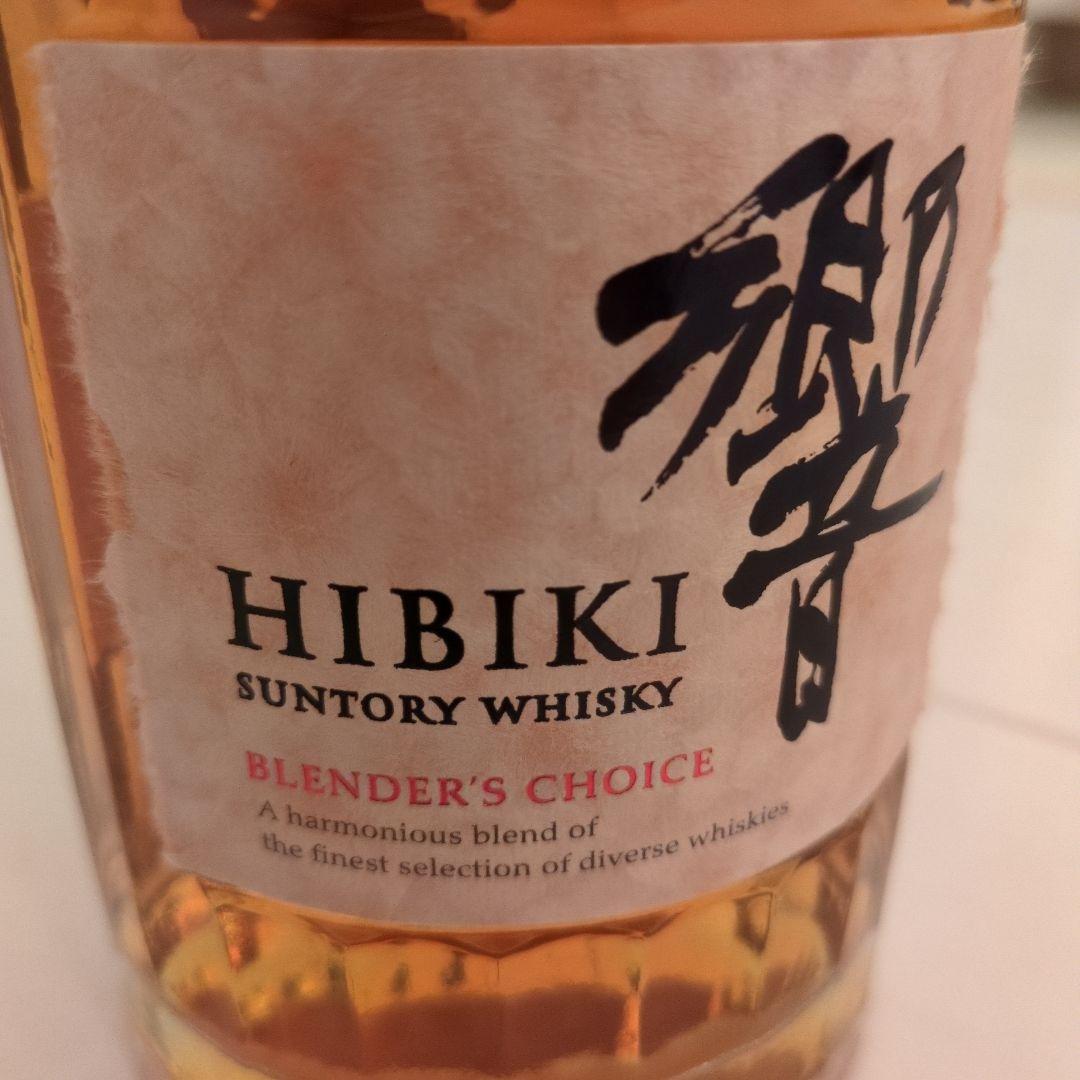 響
HIBIKI
SUNTORY WHISKY
BLENDER'S CHOICE
A harmonious blend of
the finest selection of diverse whiskies